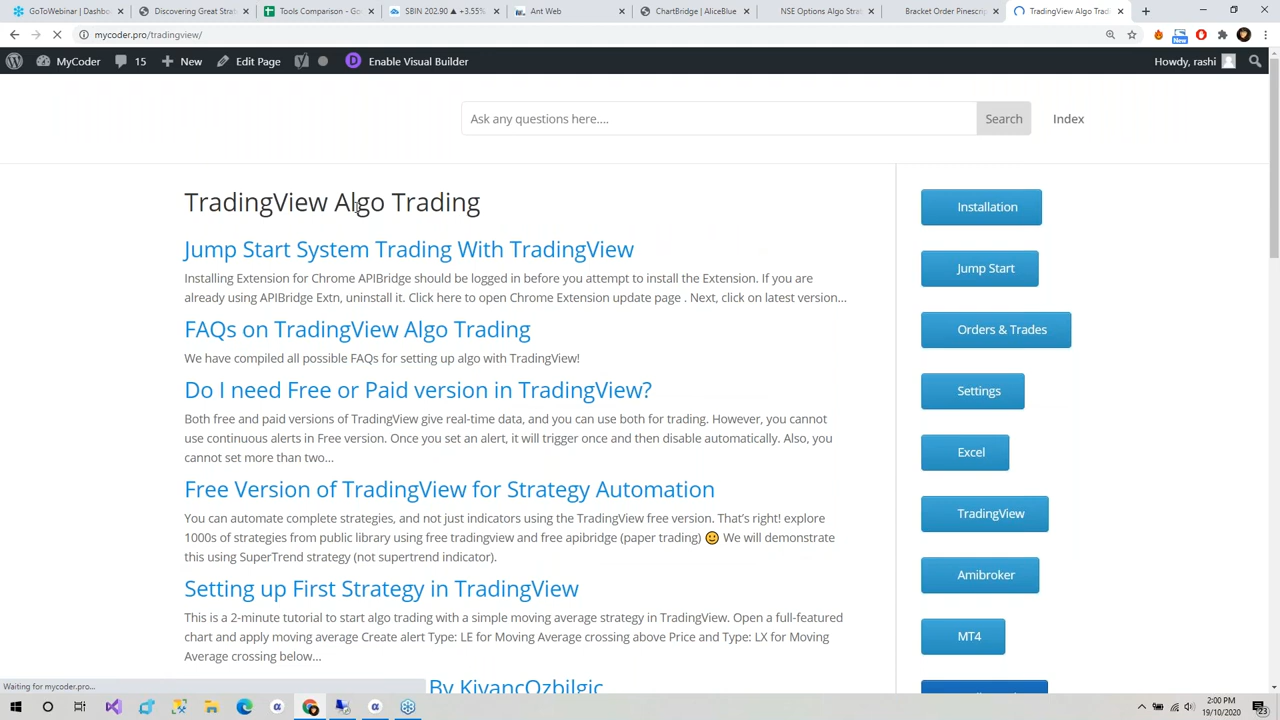 GoToWebinar | Dashbo
Discovering Great Strat
Tools Comparison - Goo
SBIN 202.90 ▲ +3.55%
Ant Web
ChartBridge | AliceBlue
NSE Options Algo Strat
Bracket Order Pinescrip
TradingView Algo Tradi
mycoder.pro/tradingview/
New
MyCoder
15
New
Edit Page
Enable Visual Builder
Howdy, rashi
Ask any questions here....
Search
Index
TradingView Algo Trading
Jump Start System Trading With TradingView
Installing Extension for Chrome APIBridge should be logged in before you attempt to install the Extension. If you are
already using APIBridge Extn, uninstall it. Click here to open Chrome Extension update page . Next, click on latest version...
FAQs on TradingView Algo Trading
We have compiled all possible FAQs for setting up algo with TradingView!
Do I need Free or Paid version in TradingView?
Both free and paid versions of TradingView give real-time data, and you can use both for trading. However, you cannot
use continuous alerts in Free version. Once you set an alert, it will trigger once and then disable automatically. Also, you
cannot set more than two...
Free Version of TradingView for Strategy Automation
You can automate complete strategies, and not just indicators using the TradingView free version. That's right! explore
1000s of strategies from public library using free tradingview and free apibridge (paper trading) 🙂 We will demonstrate
this using SuperTrend strategy (not supertrend indicator).
Setting up First Strategy in TradingView
This is a 2-minute tutorial to start algo trading with a simple moving average strategy in TradingView. Open a full-featured
chart and apply moving average Create alert Type: LE for Moving Average crossing above Price and Type: LX for Moving
Average crossing below...
By KivancOzbilgic
Installation
Jump Start
Orders & Trades
Settings
Excel
TradingView
Amibroker
MT4
Waiting for mycoder.pro...
2:00 PM
19/10/2020
23